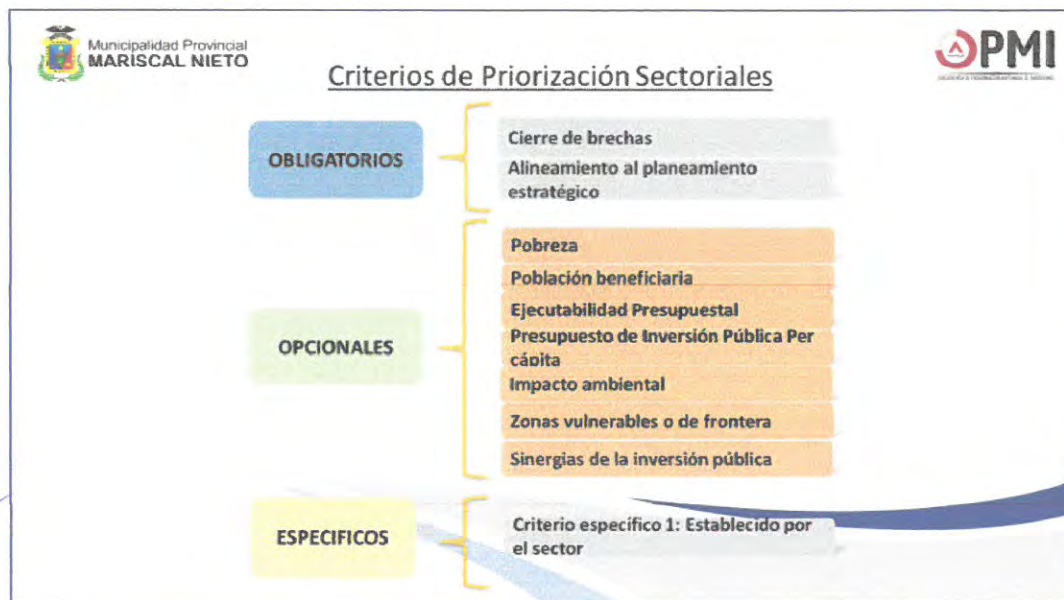 Municipalidad Provincial
MARISCAL NIETO
PMI
Criterios de Priorización Sectoriales
OBLIGATORIOS
Cierre de brechas
Alineamiento al planeamiento
estratégico
OPCIONALES
Pobreza
Población beneficiaria
Ejecutabilidad Presupuestal
Presupuesto de Inversión Pública Per
cápita
Impacto ambiental
Zonas vulnerables o de frontera
Sinergias de la inversión pública
ESPECIFICOS
Criterio específico 1: Establecido por
el sector